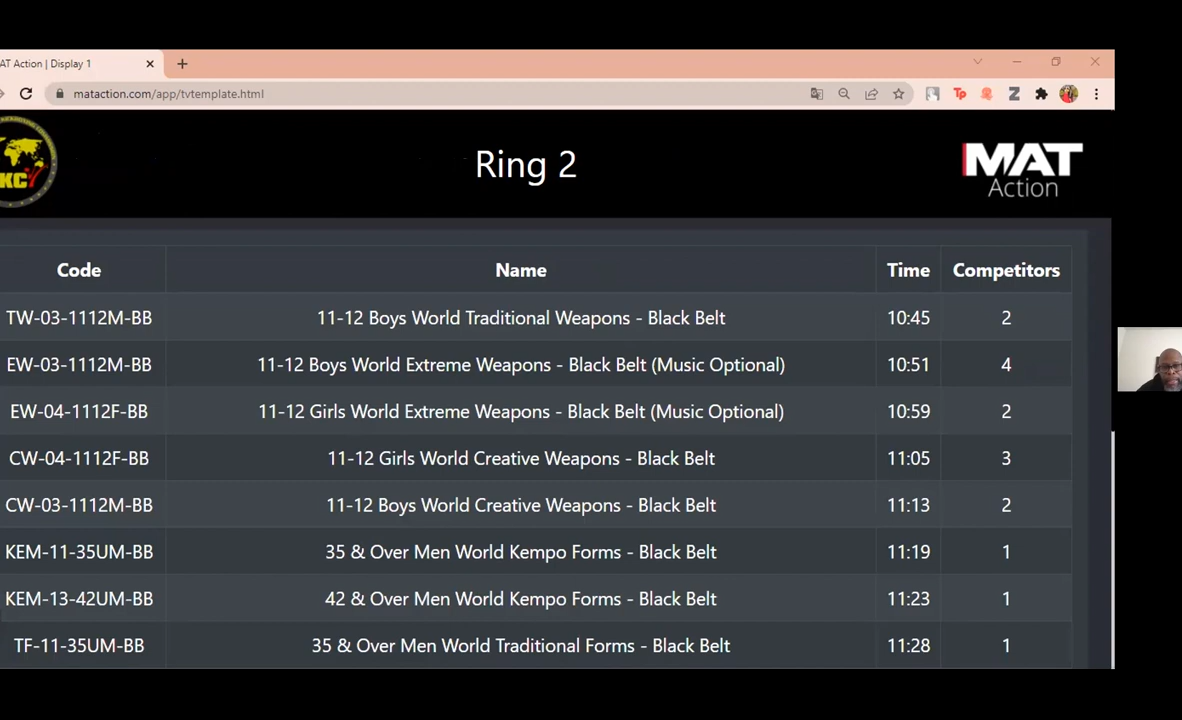 AT Action | Display 1
mataction.com/app/tvtemplate.html
Tp
Z
KC
Ring 2
MAT
Action
Code Name Time Competitors
TW-03-1112M-BB 11-12 Boys World Traditional Weapons - Black Belt 10:45 2
EW-03-1112M-BB 11-12 Boys World Extreme Weapons - Black Belt (Music Optional) 10:51 4
EW-04-1112F-BB 11-12 Girls World Extreme Weapons - Black Belt (Music Optional) 10:59 2
CW-04-1112F-BB 11-12 Girls World Creative Weapons - Black Belt 11:05 3
CW-03-1112M-BB 11-12 Boys World Creative Weapons - Black Belt 11:13 2
KEM-11-35UM-BB 35 & Over Men World Kempo Forms - Black Belt 11:19 1
KEM-13-42UM-BB 42 & Over Men World Kempo Forms - Black Belt 11:23 1
TF-11-35UM-BB 35 & Over Men World Traditional Forms - Black Belt 11:28 1